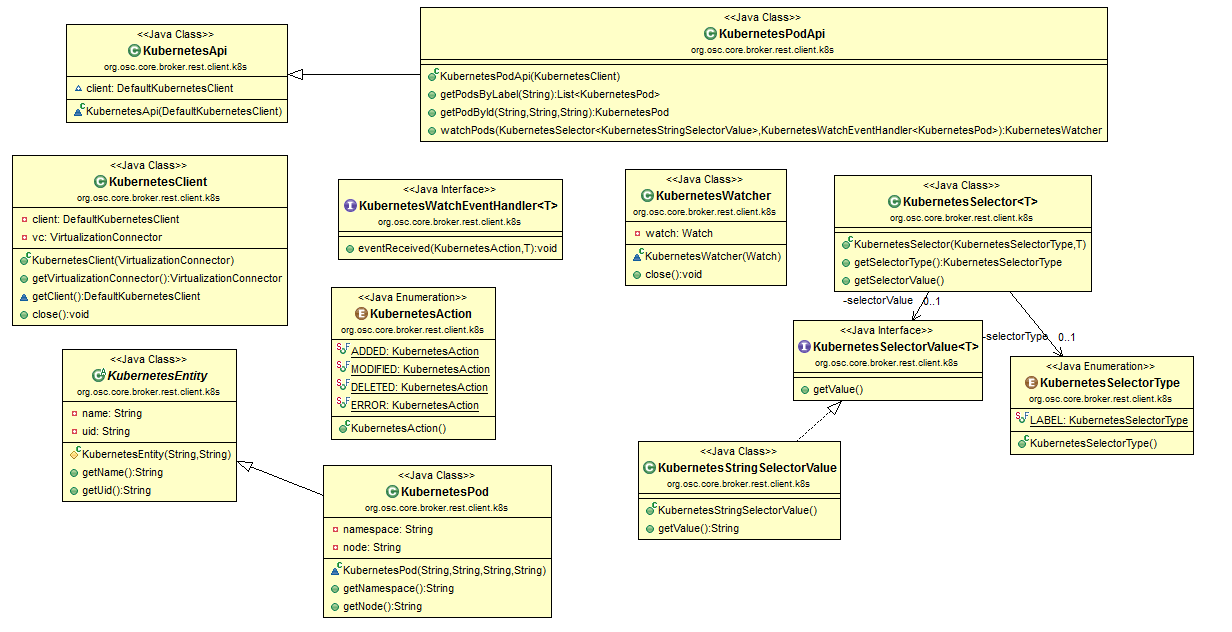 <<Java Class>>
KubernetesApi
org.osc.core.broker.rest.client.k8s
client: DefaultKubernetesClient
KubernetesApi(DefaultKubernetesClient)
<<Java Class>>
KubernetesPodApi
org.osc.core.broker.rest.client.k8s
KubernetesPodApi(KubernetesClient)
getPodsByLabel(String):List<KubernetesPod>
getPodById(String,String,String):KubernetesPod
watchPods(KubernetesSelector<KubernetesStringSelectorValue>,KubernetesWatchEventHandler<KubernetesPod>):KubernetesWatcher
<<Java Class>>
KubernetesClient
org.osc.core.broker.rest.client.k8s
client: DefaultKubernetesClient
vc: VirtualizationConnector
KubernetesClient(VirtualizationConnector)
getVirtualizationConnector():VirtualizationConnector
getClient():DefaultKubernetesClient
close():void
<<Java Interface>>
KubernetesWatchEventHandler<T>
org.osc.core.broker.rest.client.k8s
eventReceived(KubernetesAction,T):void
<<Java Class>>
KubernetesWatcher
org.osc.core.broker.rest.client.k8s
watch: Watch
KubernetesWatcher(Watch)
close():void
<<Java Class>>
KubernetesSelector<T>
org.osc.core.broker.rest.client.k8s
KubernetesSelector(KubernetesSelectorType,T)
getSelectorType():KubernetesSelectorType
getSelectorValue()
-selectorValue 0..1
-selectorType 0..1
<<Java Enumeration>>
KubernetesAction
org.osc.core.broker.rest.client.k8s
ADDED: KubernetesAction
MODIFIED: KubernetesAction
DELETED: KubernetesAction
ERROR: KubernetesAction
KubernetesAction()
<<Java Interface>>
KubernetesSelectorValue<T>
org.osc.core.broker.rest.client.k8s
getValue()
<<Java Enumeration>>
KubernetesSelectorType
org.osc.core.broker.rest.client.k8s
LABEL: KubernetesSelectorType
KubernetesSelectorType()
<<Java Class>>
KubernetesEntity
org.osc.core.broker.rest.client.k8s
name: String
uid: String
KubernetesEntity(String,String)
getName():String
getUid():String
<<Java Class>>
KubernetesPod
org.osc.core.broker.rest.client.k8s
namespace: String
node: String
KubernetesPod(String,String,String,String)
getNamespace():String
getNode():String
<<Java Class>>
KubernetesStringSelectorValue
org.osc.core.broker.rest.client.k8s
KubernetesStringSelectorValue()
getValue():String